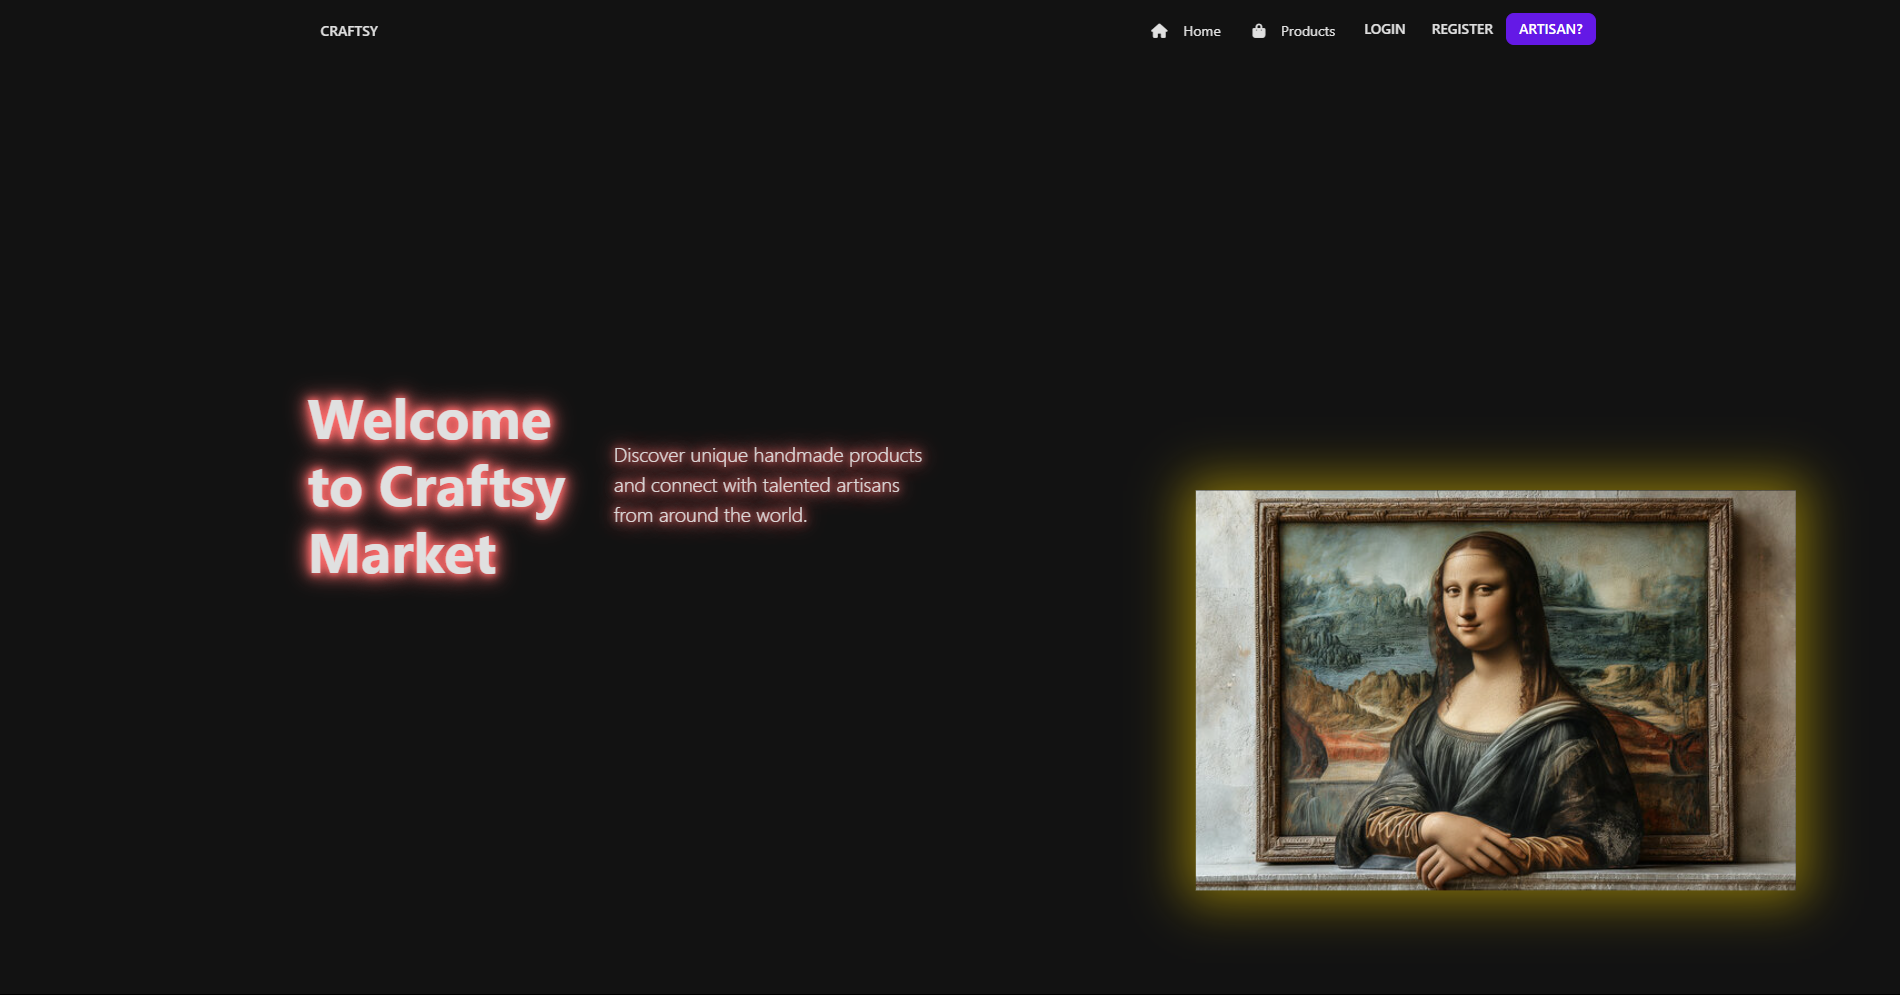 CRAFTSY
Home
Products
LOGIN
REGISTER
ARTISAN?
Welcome
to Craftsy
Market
Discover unique handmade products
and connect with talented artisans
from around the world.